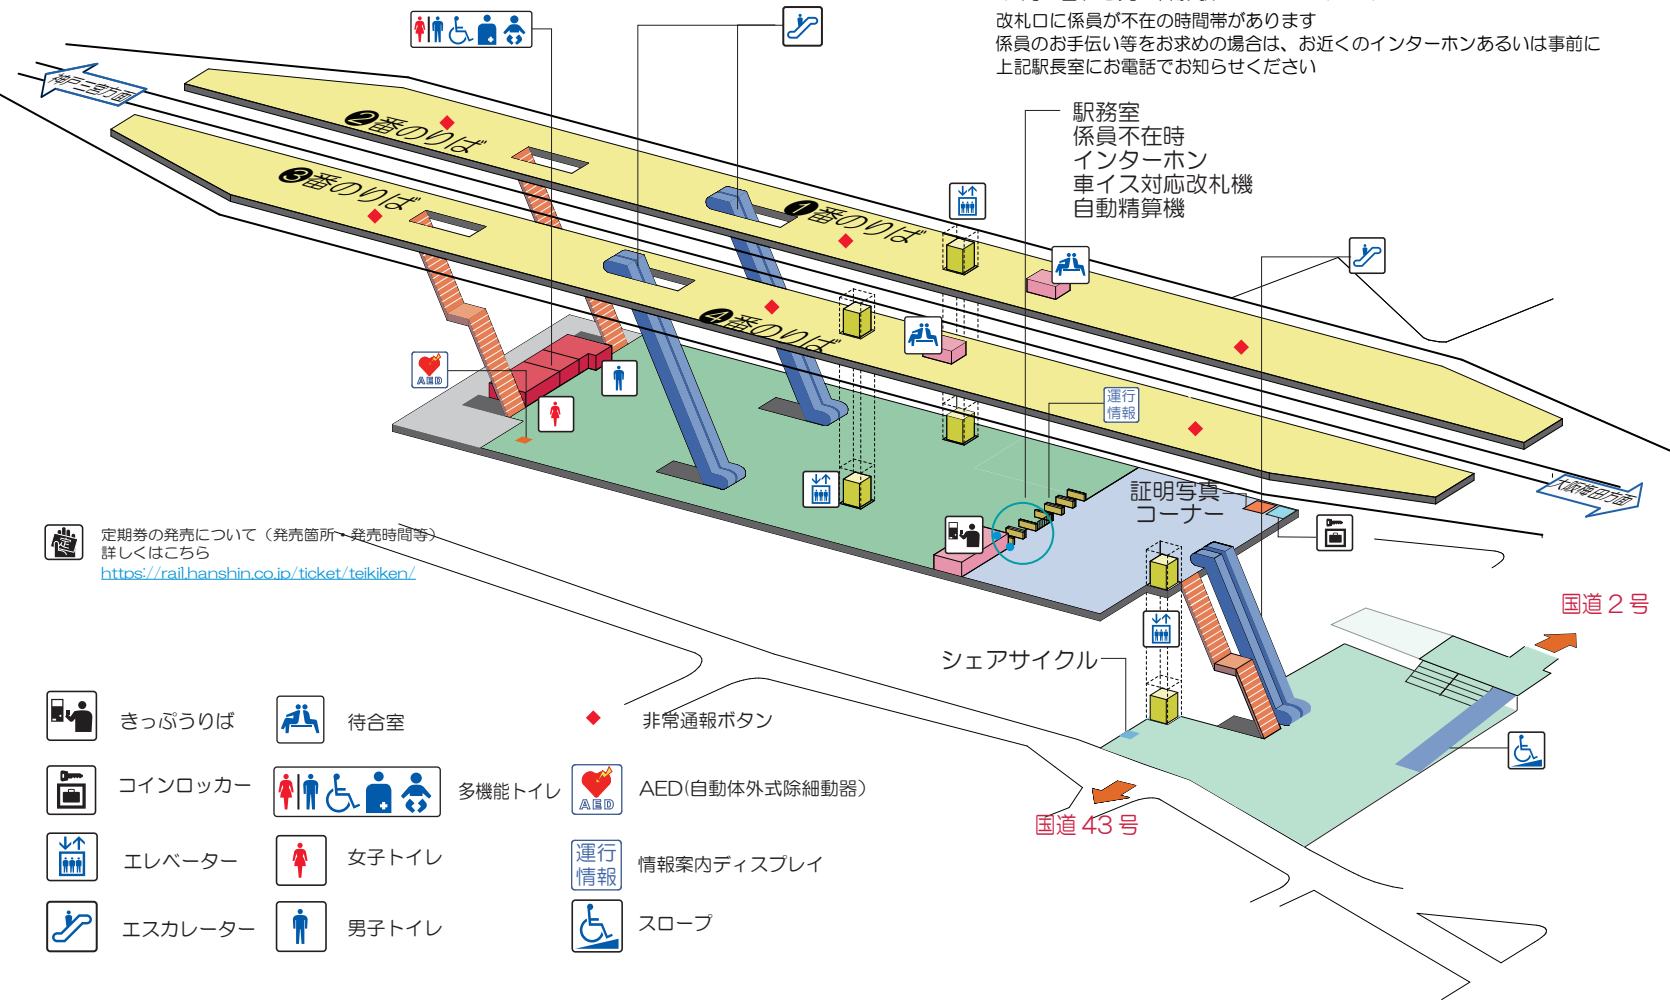 改札口に係員が不在の時間帯があります
係員のお手伝い等をお求めの場合は、お近くのインターホンあるいは事前に
上記駅長室にお電話でお知らせください
駅務室
係員不在時
インターホン
車イス対応改札機
自動精算機
神戸三宮方面
❷番のりば
❸番のりば
❶番のりば
❹番のりば
AED
運行
情報
証明写真
コーナー
大阪梅田方面
定期券の発売について（発売箇所・発売時間等）
詳しくはこちら
https://rail.hanshin.co.jp/ticket/teikiken/
国道2号
シェアサイクル
国道43号
きっぷうりば
待合室
非常通報ボタン
コインロッカー
多機能トイレ
AED
AED(自動体外式除細動器)
エレベーター
女子トイレ
運行
情報
情報案内ディスプレイ
エスカレーター
男子トイレ
スロープ